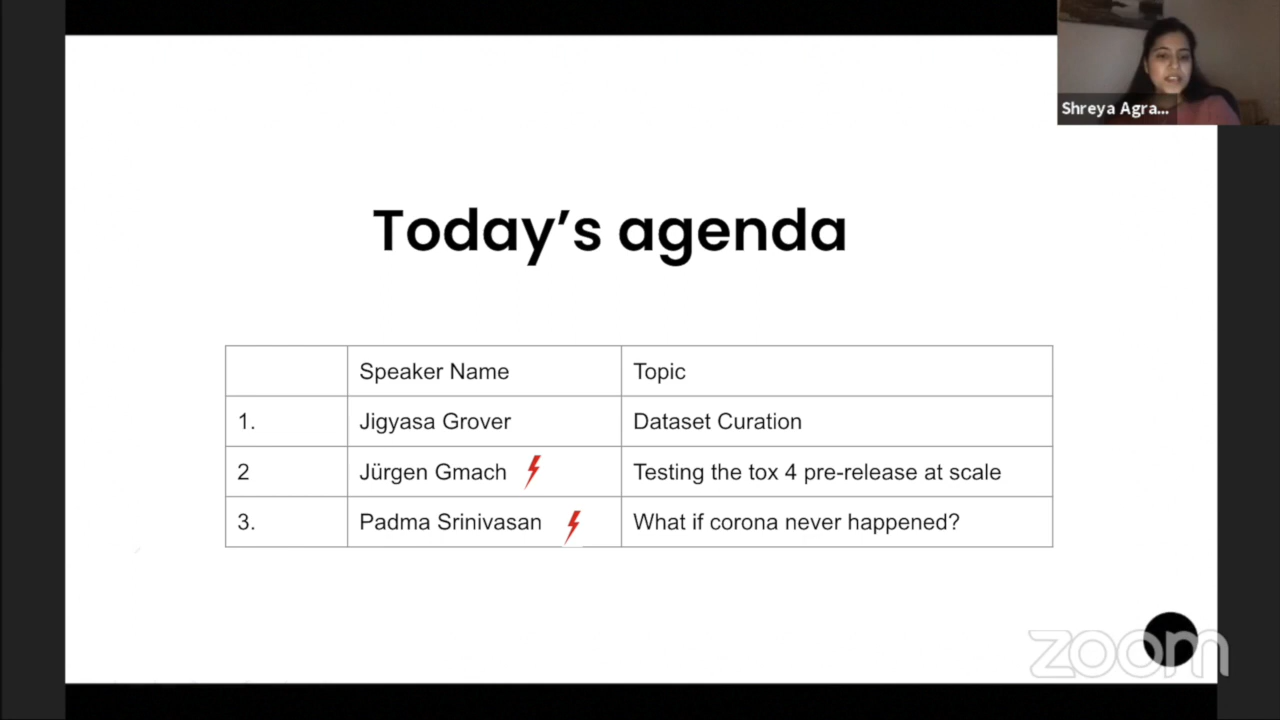 Shreya Agra...
Today's agenda
Speaker Name Topic
1. Jigyasa Grover Dataset Curation
2 Jürgen Gmach Testing the tox 4 pre-release at scale
3. Padma Srinivasan What if corona never happened?
zoom